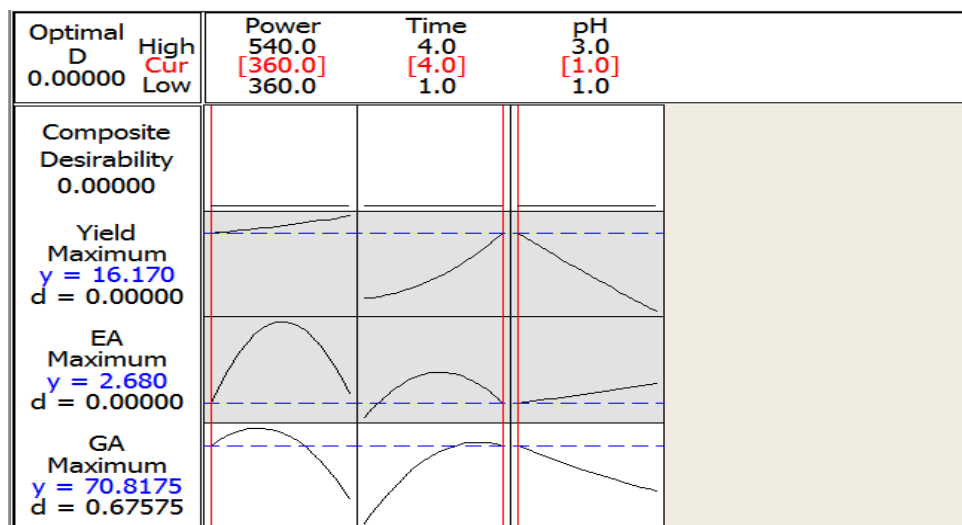 Optimal
D
0.00000
High
Cur
Low
Power
540.0
[360.0]
360.0
Time
4.0
[4.0]
1.0
pH
3.0
[1.0]
1.0
Composite
Desirability
0.00000
Yield
Maximum
y = 16.170
d = 0.00000
EA
Maximum
y = 2.680
d = 0.00000
GA
Maximum
y = 70.8175
d = 0.67575